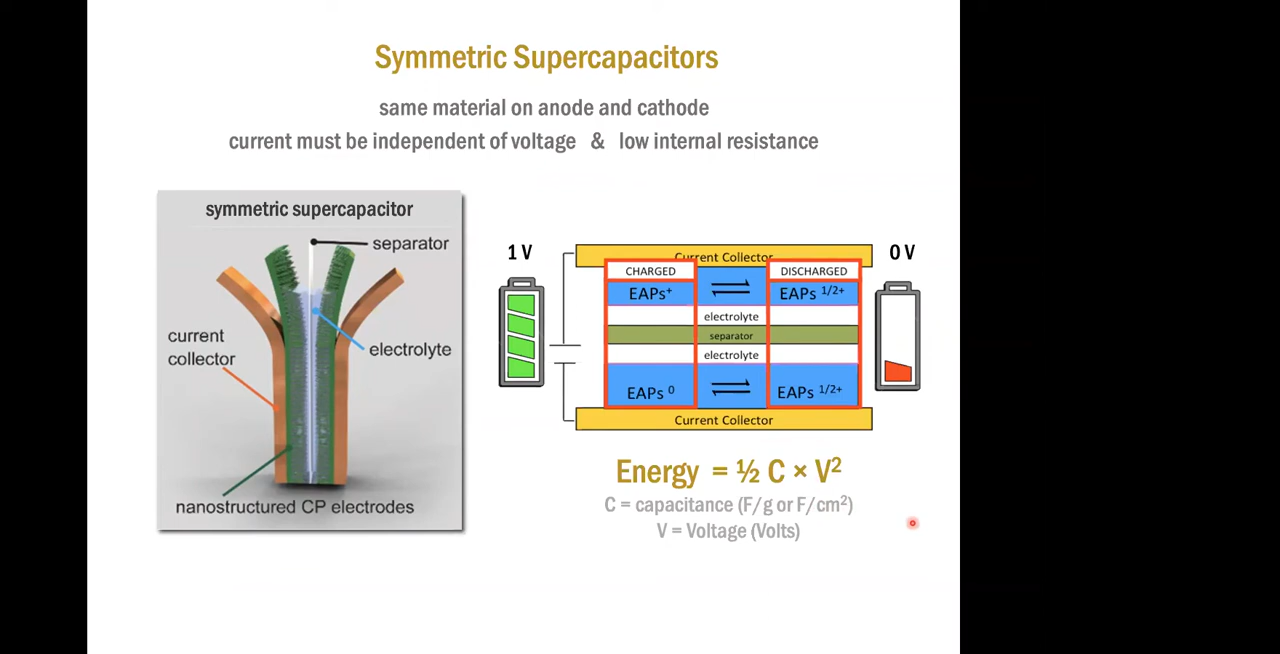 Symmetric Supercapacitors
same material on anode and cathode
current must be independent of voltage & low internal resistance
symmetric supercapacitor
separator
current
collector
electrolyte
nanostructured CP electrodes
1 V
0 V
Current Collector
CHARGED
DISCHARGED
EAPs⁺
EAPs ¹/²⁺
electrolyte
separator
electrolyte
EAPs ⁰
EAPs ¹/²⁺
Current Collector
Energy = ½ C × V²
C = capacitance (F/g or F/cm²)
V = Voltage (Volts)